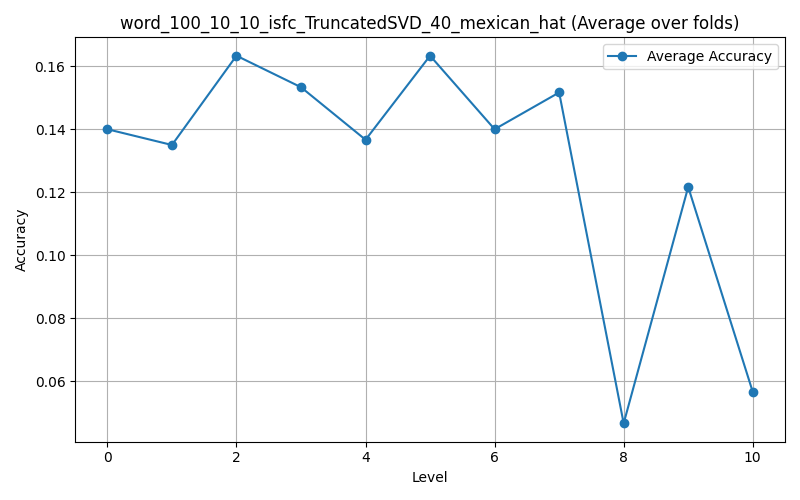 word_100_10_10_isfc_TruncatedSVD_40_mexican_hat (Average over folds)
Average Accuracy
0.16
0.14
0.12
0.10
0.08
0.06
Accuracy
0 2 4 6 8 10
Level